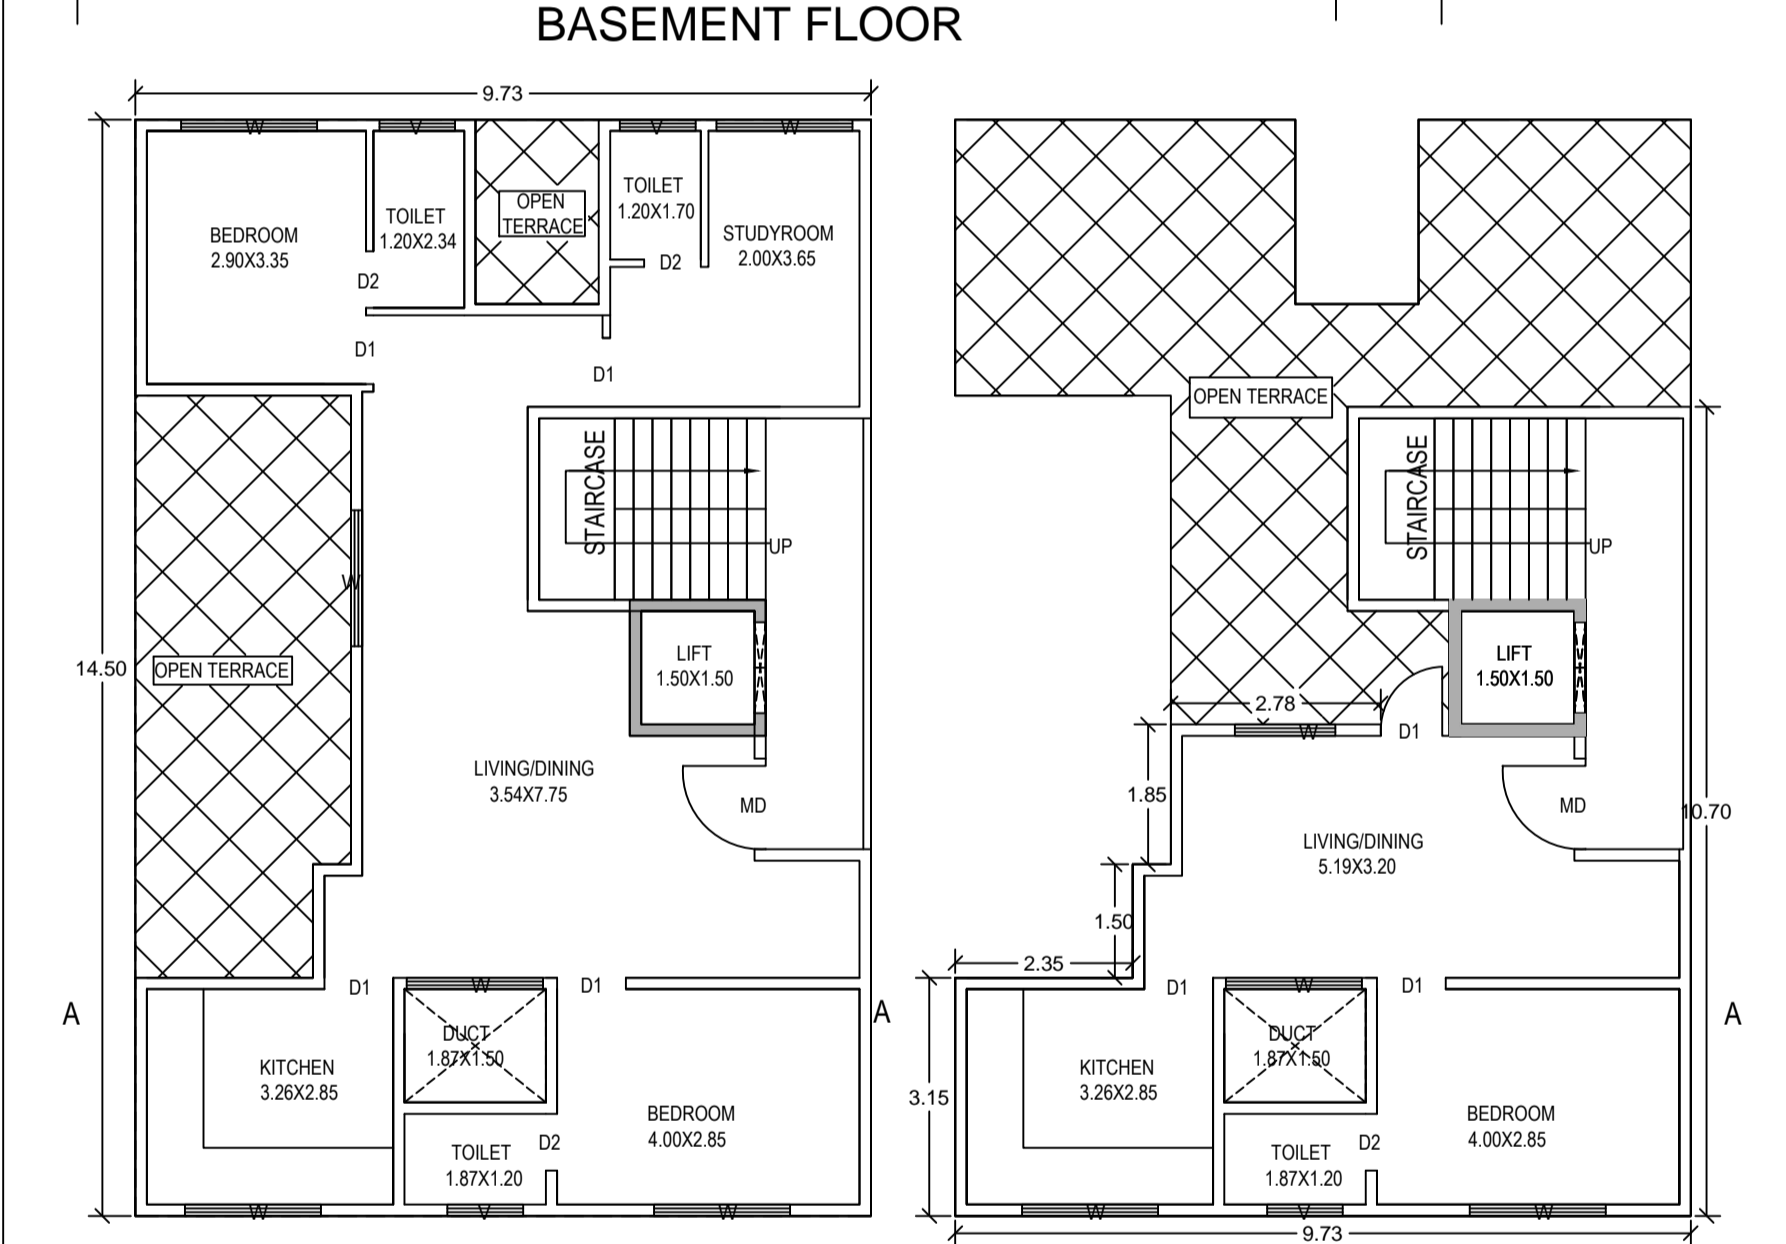 BASEMENT FLOOR
9.73
W
V
V
W
BEDROOM
2.90X3.35
TOILET
1.20X2.34
OPEN
TERRACE
TOILET
1.20X1.70
STUDYROOM
2.00X3.65
D2
D2
D1
D1
STAIRCASE
UP
W
14.50
OPEN TERRACE
LIFT
1.50X1.50
LIVING/DINING
3.54X7.75
MD
D1
W
D1
A
A
DUCT
1.87X1.50
KITCHEN
3.26X2.85
BEDROOM
4.00X2.85
TOILET
1.87X1.20
D2
W
V
W
OPEN TERRACE
STAIRCASE
UP
LIFT
1.50X1.50
2.78
W
D1
1.85
MD
10.70
LIVING/DINING
5.19X3.20
1.50
2.35
D1
W
D1
A
DUCT
1.87X1.50
KITCHEN
3.26X2.85
3.15
BEDROOM
4.00X2.85
TOILET
1.87X1.20
D2
W
V
W
9.73